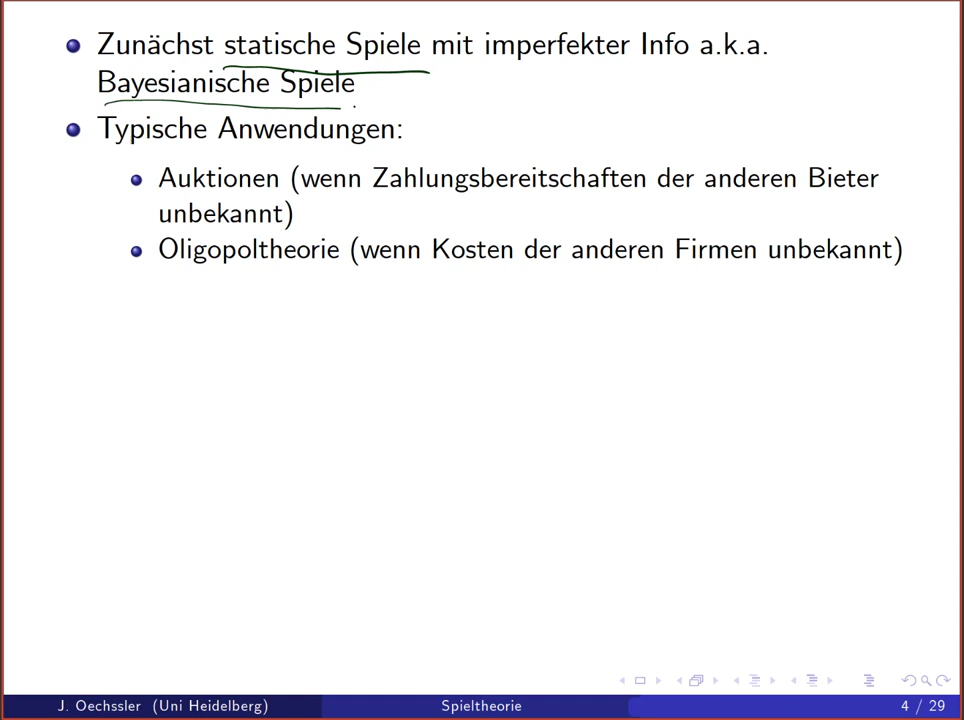 Zunächst statische Spiele mit imperfekter Info a.k.a.
Bayesianische Spiele
Typische Anwendungen:
Auktionen (wenn Zahlungsbereitschaften der anderen Bieter
unbekannt)
Oligopoltheorie (wenn Kosten der anderen Firmen unbekannt)
J. Oechssler (Uni Heidelberg) Spieltheorie 4 / 29